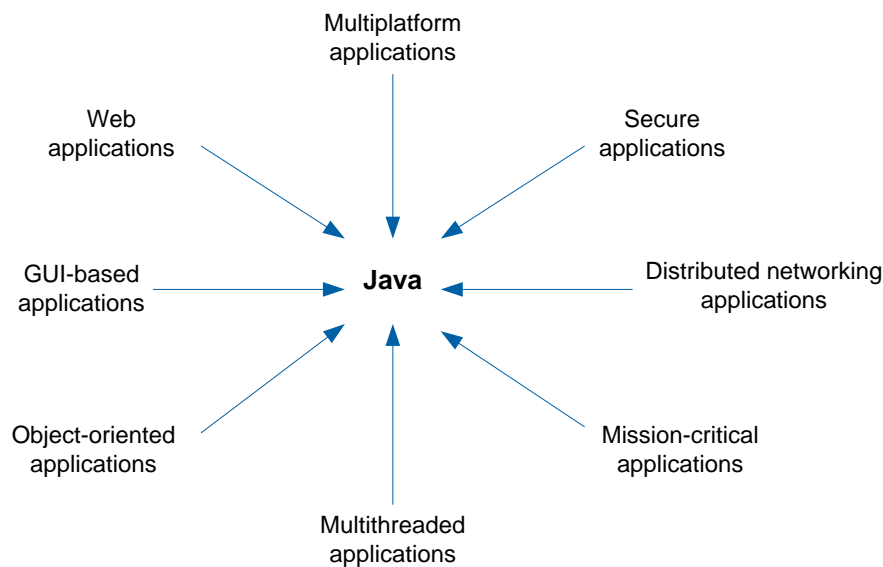 Multiplatform
applications
Web
applications
Secure
applications
GUI-based
applications
Java
Distributed networking
applications
Object-oriented
applications
Mission-critical
applications
Multithreaded
applications